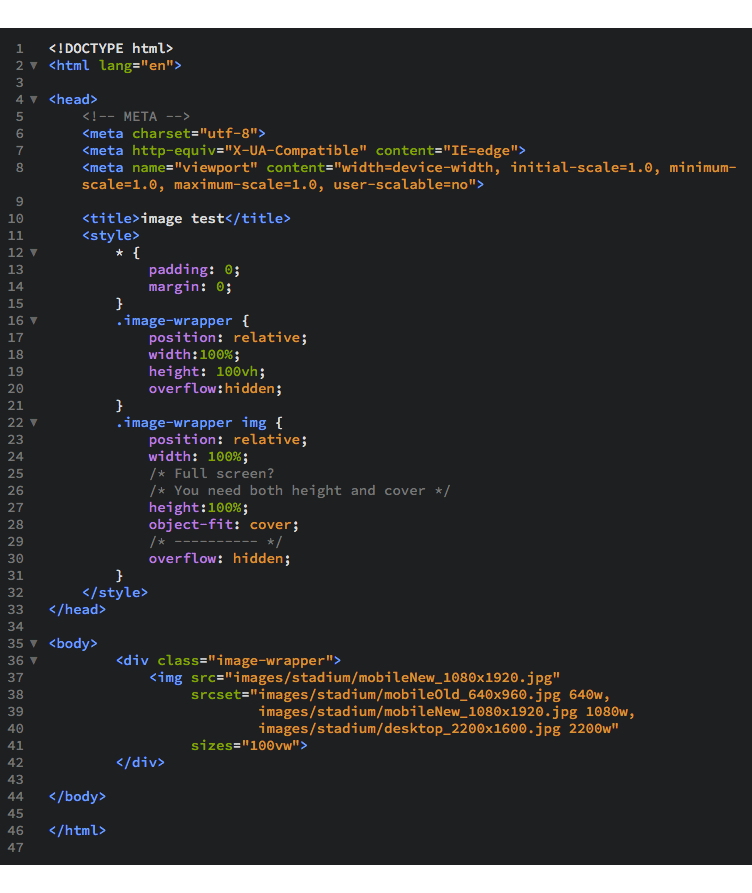 1 <!DOCTYPE html>
2 ▼ <html lang="en">
3
4 ▼ <head>
5     <!-- META -->
6     <meta charset="utf-8">
7     <meta http-equiv="X-UA-Compatible" content="IE=edge">
8     <meta name="viewport" content="width=device-width, initial-scale=1.0, minimum-
    scale=1.0, maximum-scale=1.0, user-scalable=no">
9
10     <title>image test</title>
11     <style>
12 ▼         * {
13             padding: 0;
14             margin: 0;
15         }
16 ▼         .image-wrapper {
17             position: relative;
18             width:100%;
19             height: 100vh;
20             overflow:hidden;
21         }
22 ▼         .image-wrapper img {
23             position: relative;
24             width: 100%;
25             /* Full screen?
26             /* You need both height and cover */
27             height:100%;
28             object-fit: cover;
29             /* ---------- */
30             overflow: hidden;
31         }
32     </style>
33 </head>
34
35 ▼ <body>
36 ▼         <div class="image-wrapper">
37             <img src="images/stadium/mobileNew_1080x1920.jpg"
38                  srcset="images/stadium/mobileOld_640x960.jpg 640w,
39                          images/stadium/mobileNew_1080x1920.jpg 1080w,
40                          images/stadium/desktop_2200x1600.jpg 2200w"
41                  sizes="100vw">
42         </div>
43
44 </body>
45
46 </html>
47